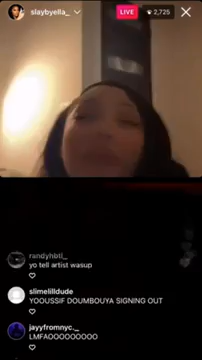 slaybyella_
LIVE
2,725
randyhbtl_
yo tell artist wasup
slimelilldude
YOOUSSIF DOUMBOUYA SIGNING OUT
jayyfromnyc._
LMFAOOOOOOOOO